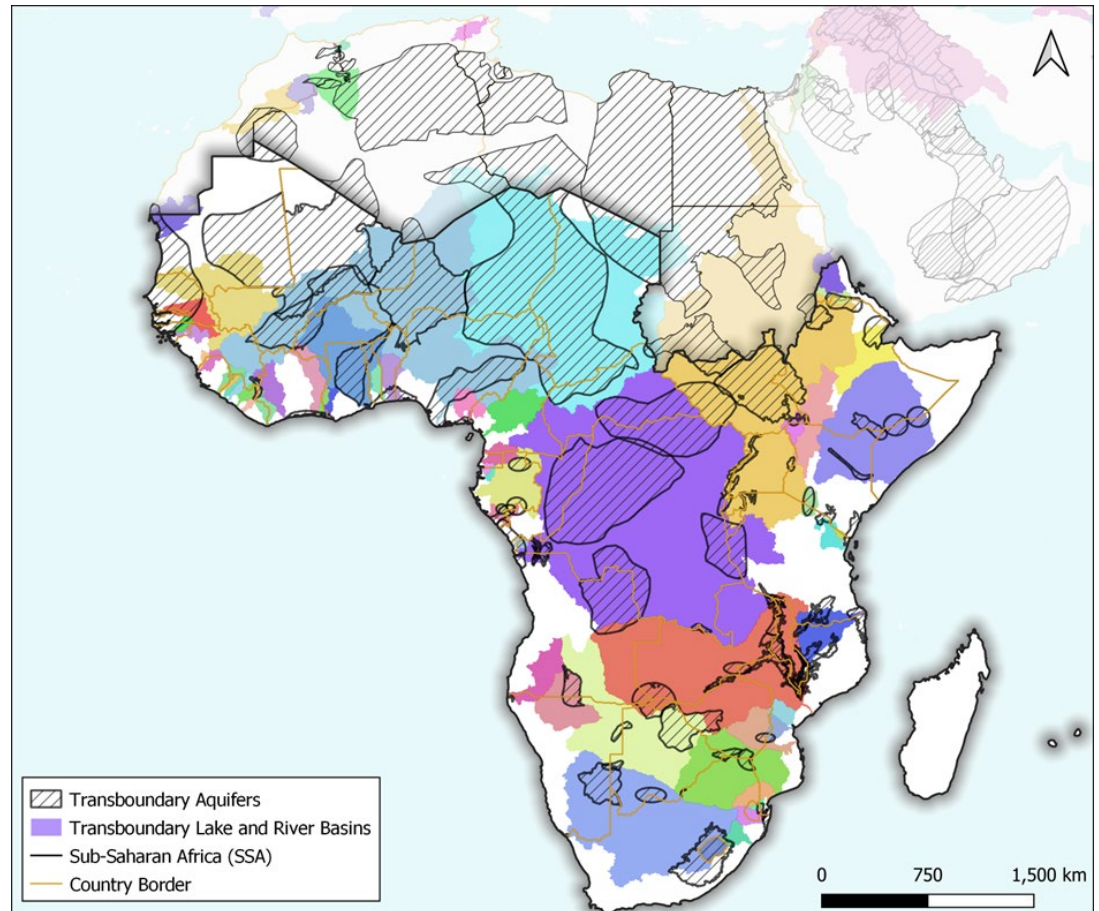 Transboundary Aquifers
Transboundary Lake and River Basins
Sub-Saharan Africa (SSA)
Country Border
0 750 1,500 km